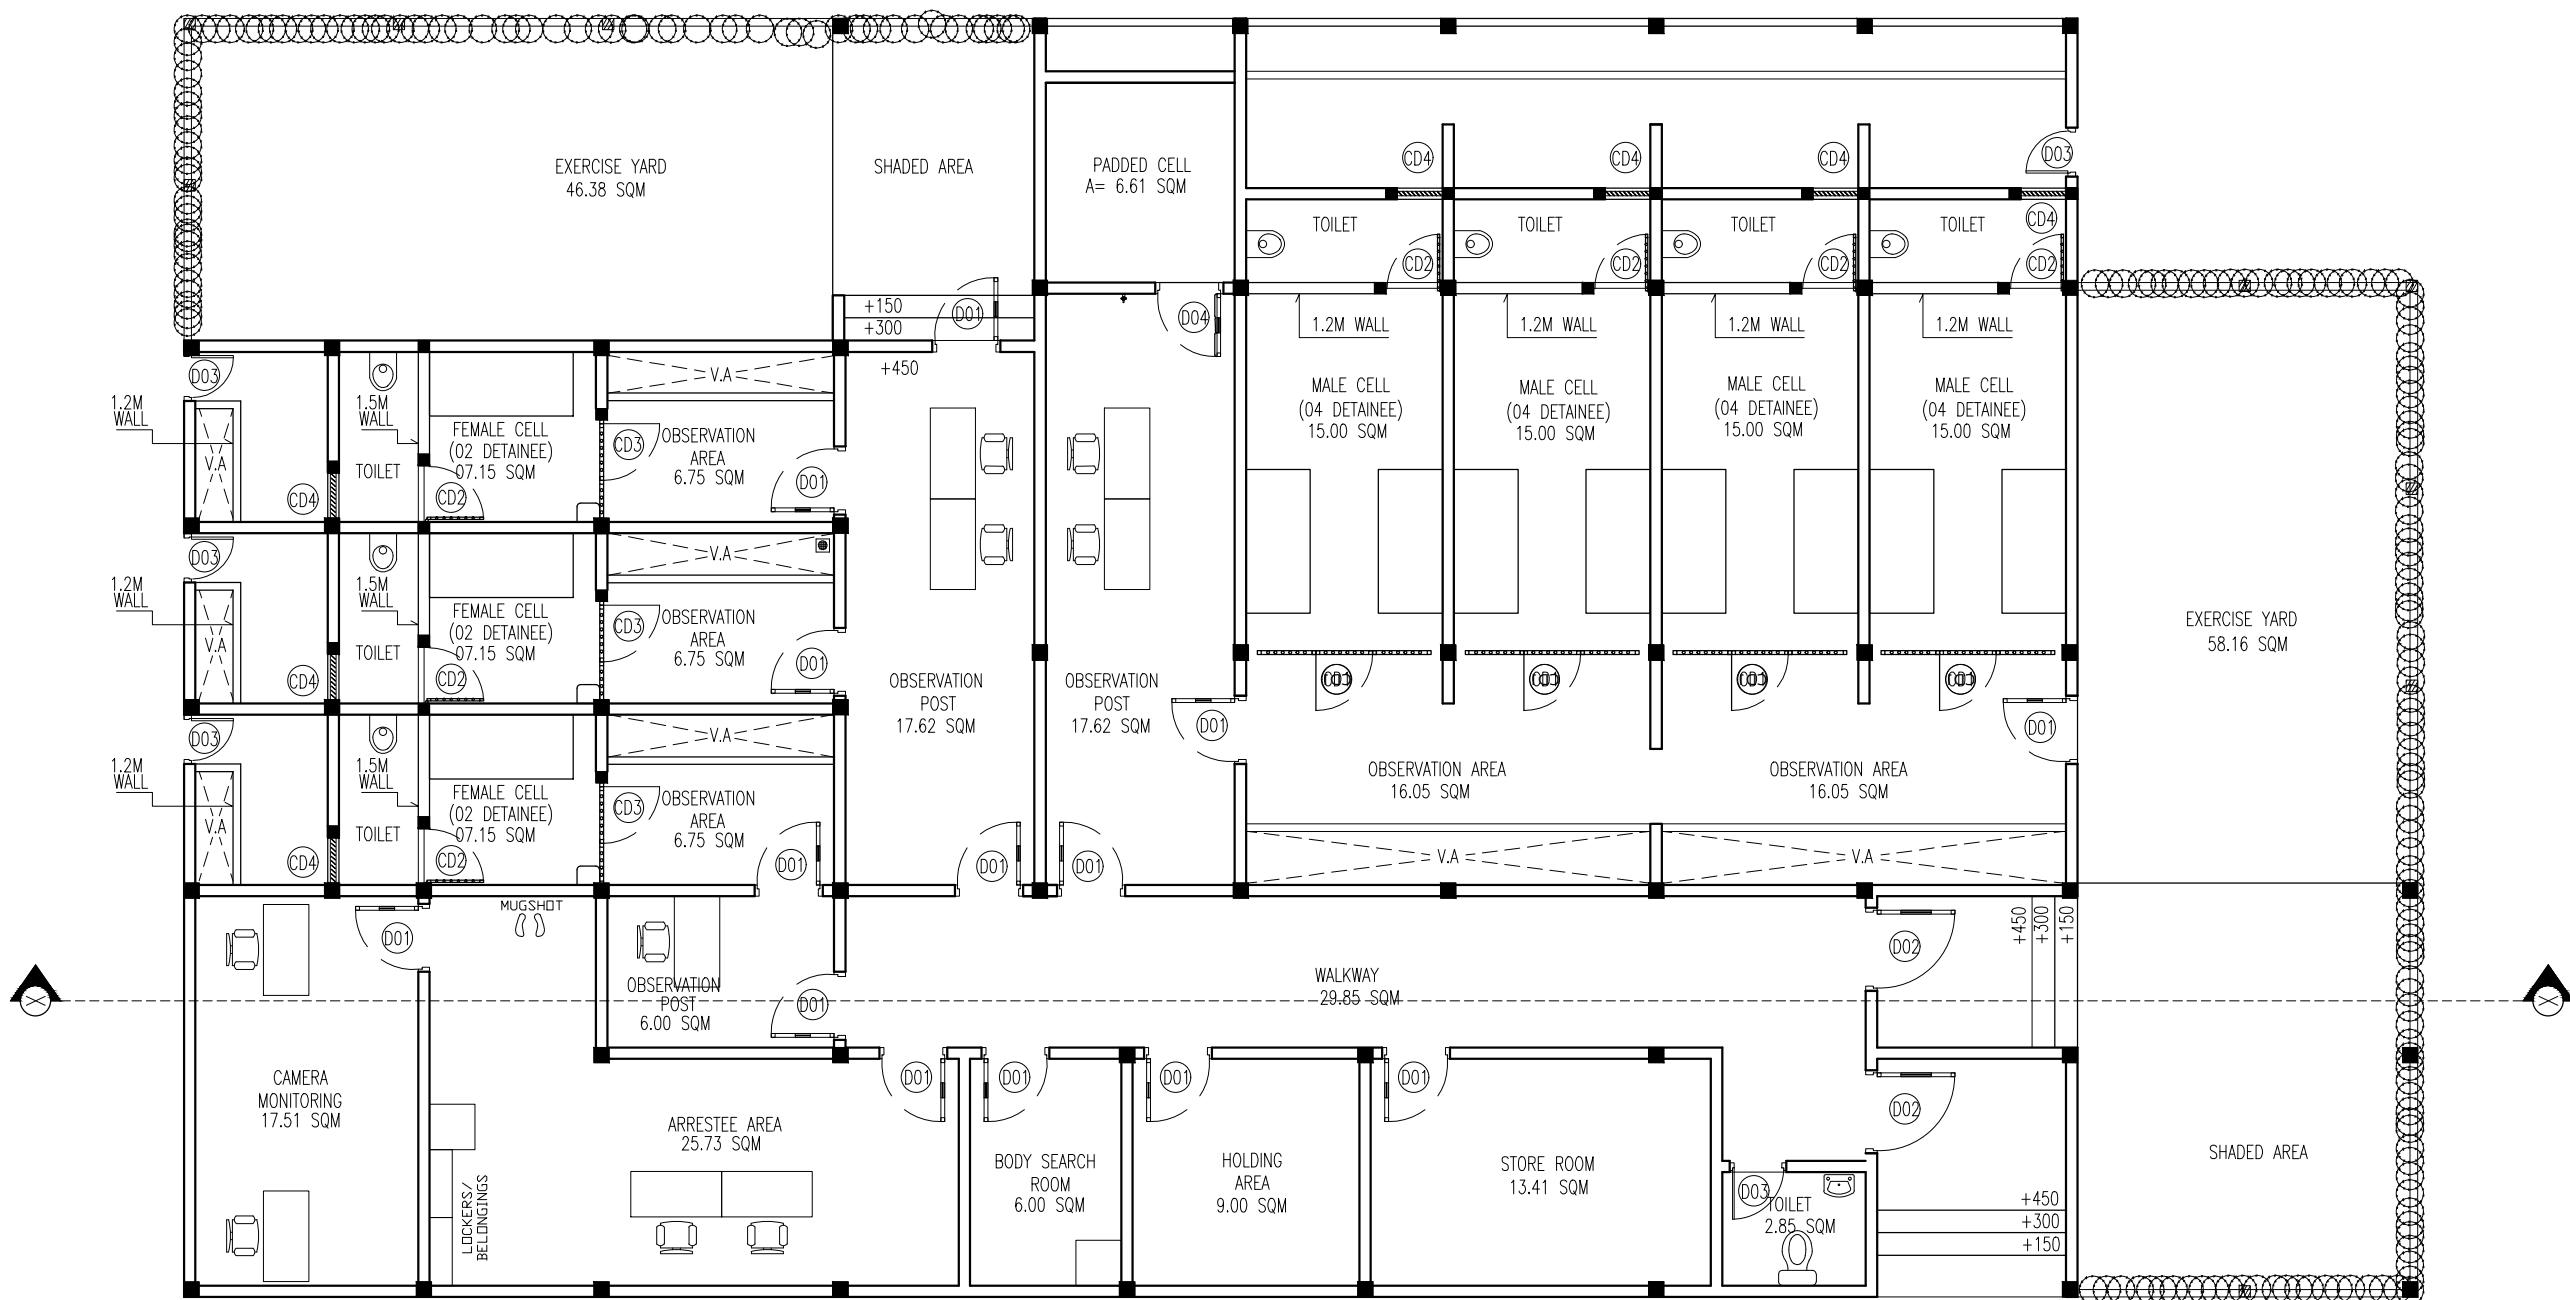 EXERCISE YARD
46.38 SQM
SHADED AREA
PADDED CELL
A= 6.61 SQM
CD4
CD4
CD4
D03
TOILET
TOILET
TOILET
TOILET
CD4
CD2
CD2
CD2
CD2
+150
+300
D01
D04
1.2M WALL
1.2M WALL
1.2M WALL
1.2M WALL
+450
D03
V.A
1.2M
WALL
1.5M
WALL
V.A
FEMALE CELL
(02 DETAINEE)
07.15 SQM
TOILET
CD4
CD2
CD3
OBSERVATION
AREA
6.75 SQM
D01
MALE CELL
(04 DETAINEE)
15.00 SQM
MALE CELL
(04 DETAINEE)
15.00 SQM
MALE CELL
(04 DETAINEE)
15.00 SQM
MALE CELL
(04 DETAINEE)
15.00 SQM
D03
V.A
1.2M
WALL
1.5M
WALL
V.A
FEMALE CELL
(02 DETAINEE)
07.15 SQM
TOILET
CD4
CD2
CD3
OBSERVATION
AREA
6.75 SQM
D01
EXERCISE YARD
58.16 SQM
OBSERVATION
POST
17.62 SQM
OBSERVATION
POST
17.62 SQM
D01
D01
D03
V.A
1.2M
WALL
1.5M
WALL
V.A
FEMALE CELL
(02 DETAINEE)
07.15 SQM
TOILET
CD4
CD2
CD3
OBSERVATION
AREA
6.75 SQM
D01
D01
D01
OBSERVATION AREA
16.05 SQM
OBSERVATION AREA
16.05 SQM
V.A
V.A
MUGSHOT
D01
OBSERVATION
POST
6.00 SQM
D01
WALKWAY
29.85 SQM
D02
+450
+300
+150
CAMERA
MONITORING
17.51 SQM
ARRESTEE AREA
25.73 SQM
D01
D01
D01
D01
D02
LOCKERS/
BELONGINGS
BODY SEARCH
ROOM
6.00 SQM
HOLDING
AREA
9.00 SQM
STORE ROOM
13.41 SQM
D03
TOILET
2.85 SQM
+450
+300
+150
SHADED AREA